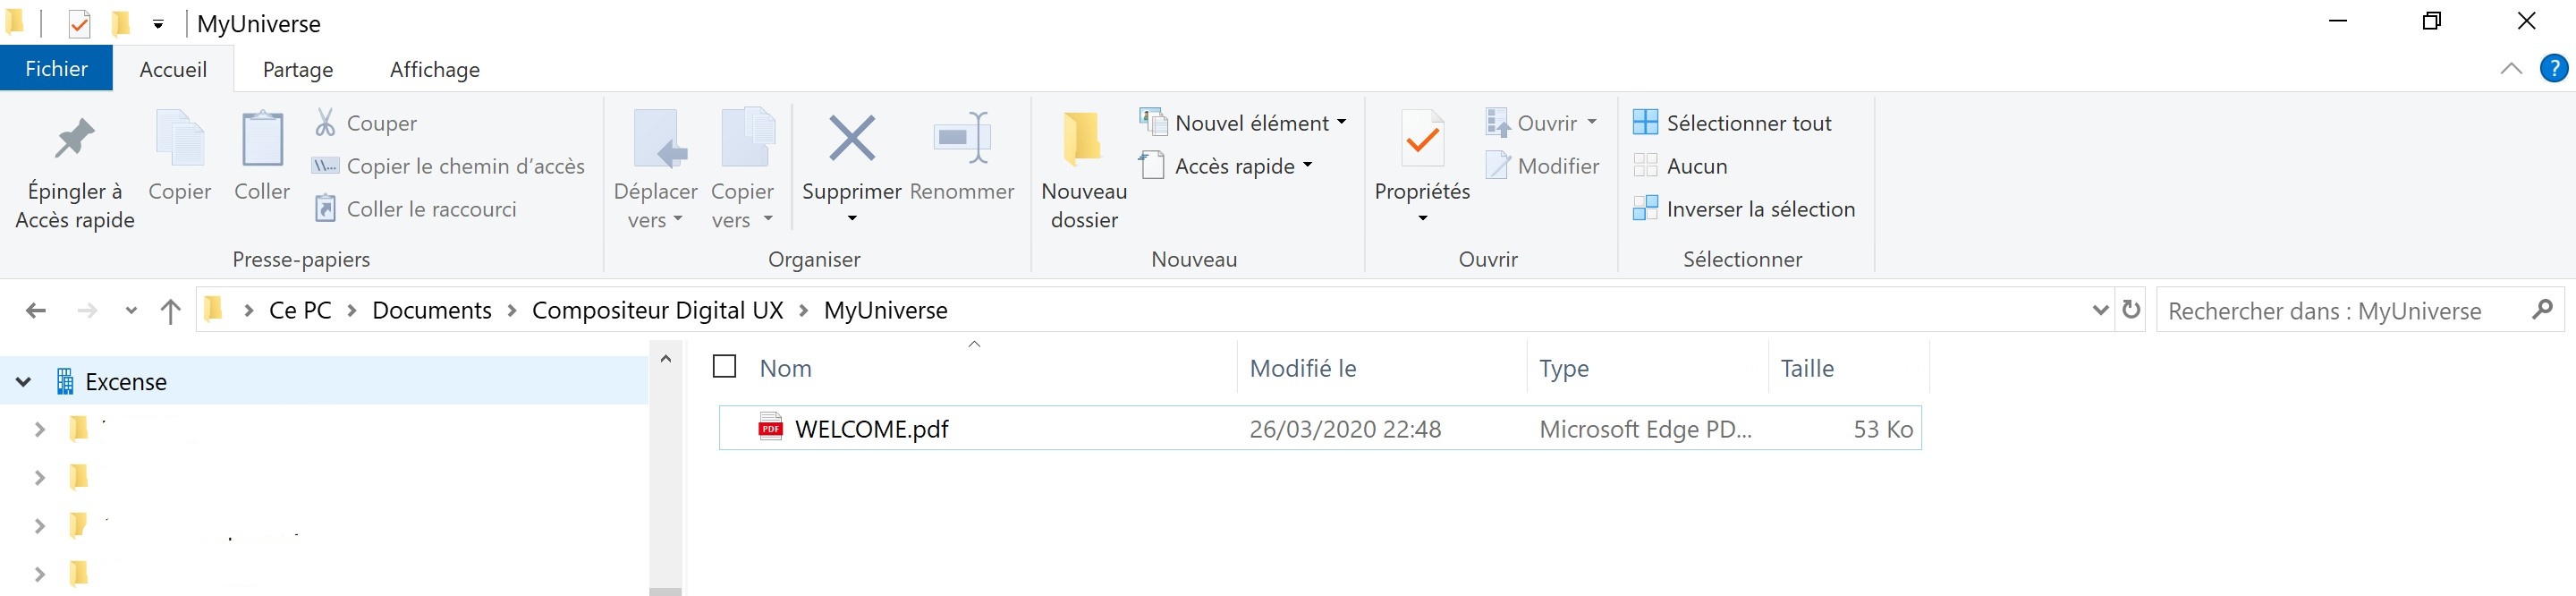 MyUniverse
Fichier Accueil Partage Affichage ?
Épingler à Accès rapide
Copier
Coller
Couper
\\... Copier le chemin d'accès
Coller le raccourci
Presse-papiers
Déplacer vers
Copier vers
Supprimer
Renommer
Organiser
Nouveau dossier
Nouvel élément
Accès rapide
Nouveau
Propriétés
Ouvrir
Modifier
Ouvrir
Sélectionner tout
Aucun
Inverser la sélection
Sélectionner
Ce PC > Documents > Compositeur Digital UX > MyUniverse
Rechercher dans : MyUniverse
Excense
Nom Modifié le Type Taille
PDF WELCOME.pdf 26/03/2020 22:48 Microsoft Edge PD... 53 Ko